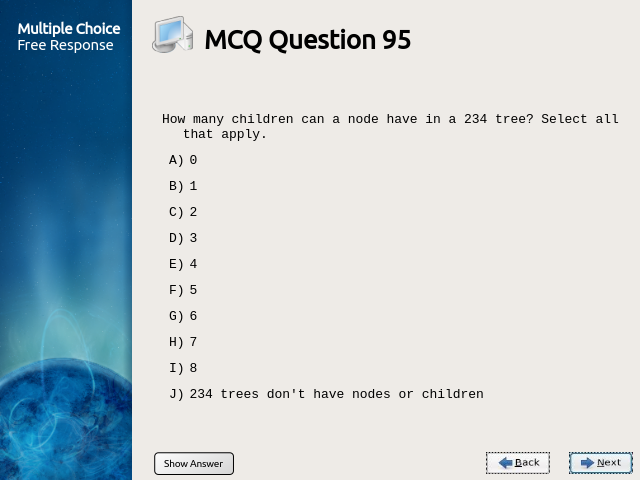 Multiple Choice
Free Response
MCQ Question 95
How many children can a node have in a 234 tree? Select all
that apply.
A) 0
B) 1
C) 2
D) 3
E) 4
F) 5
G) 6
H) 7
I) 8
J) 234 trees don't have nodes or children
Show Answer
Back
Next